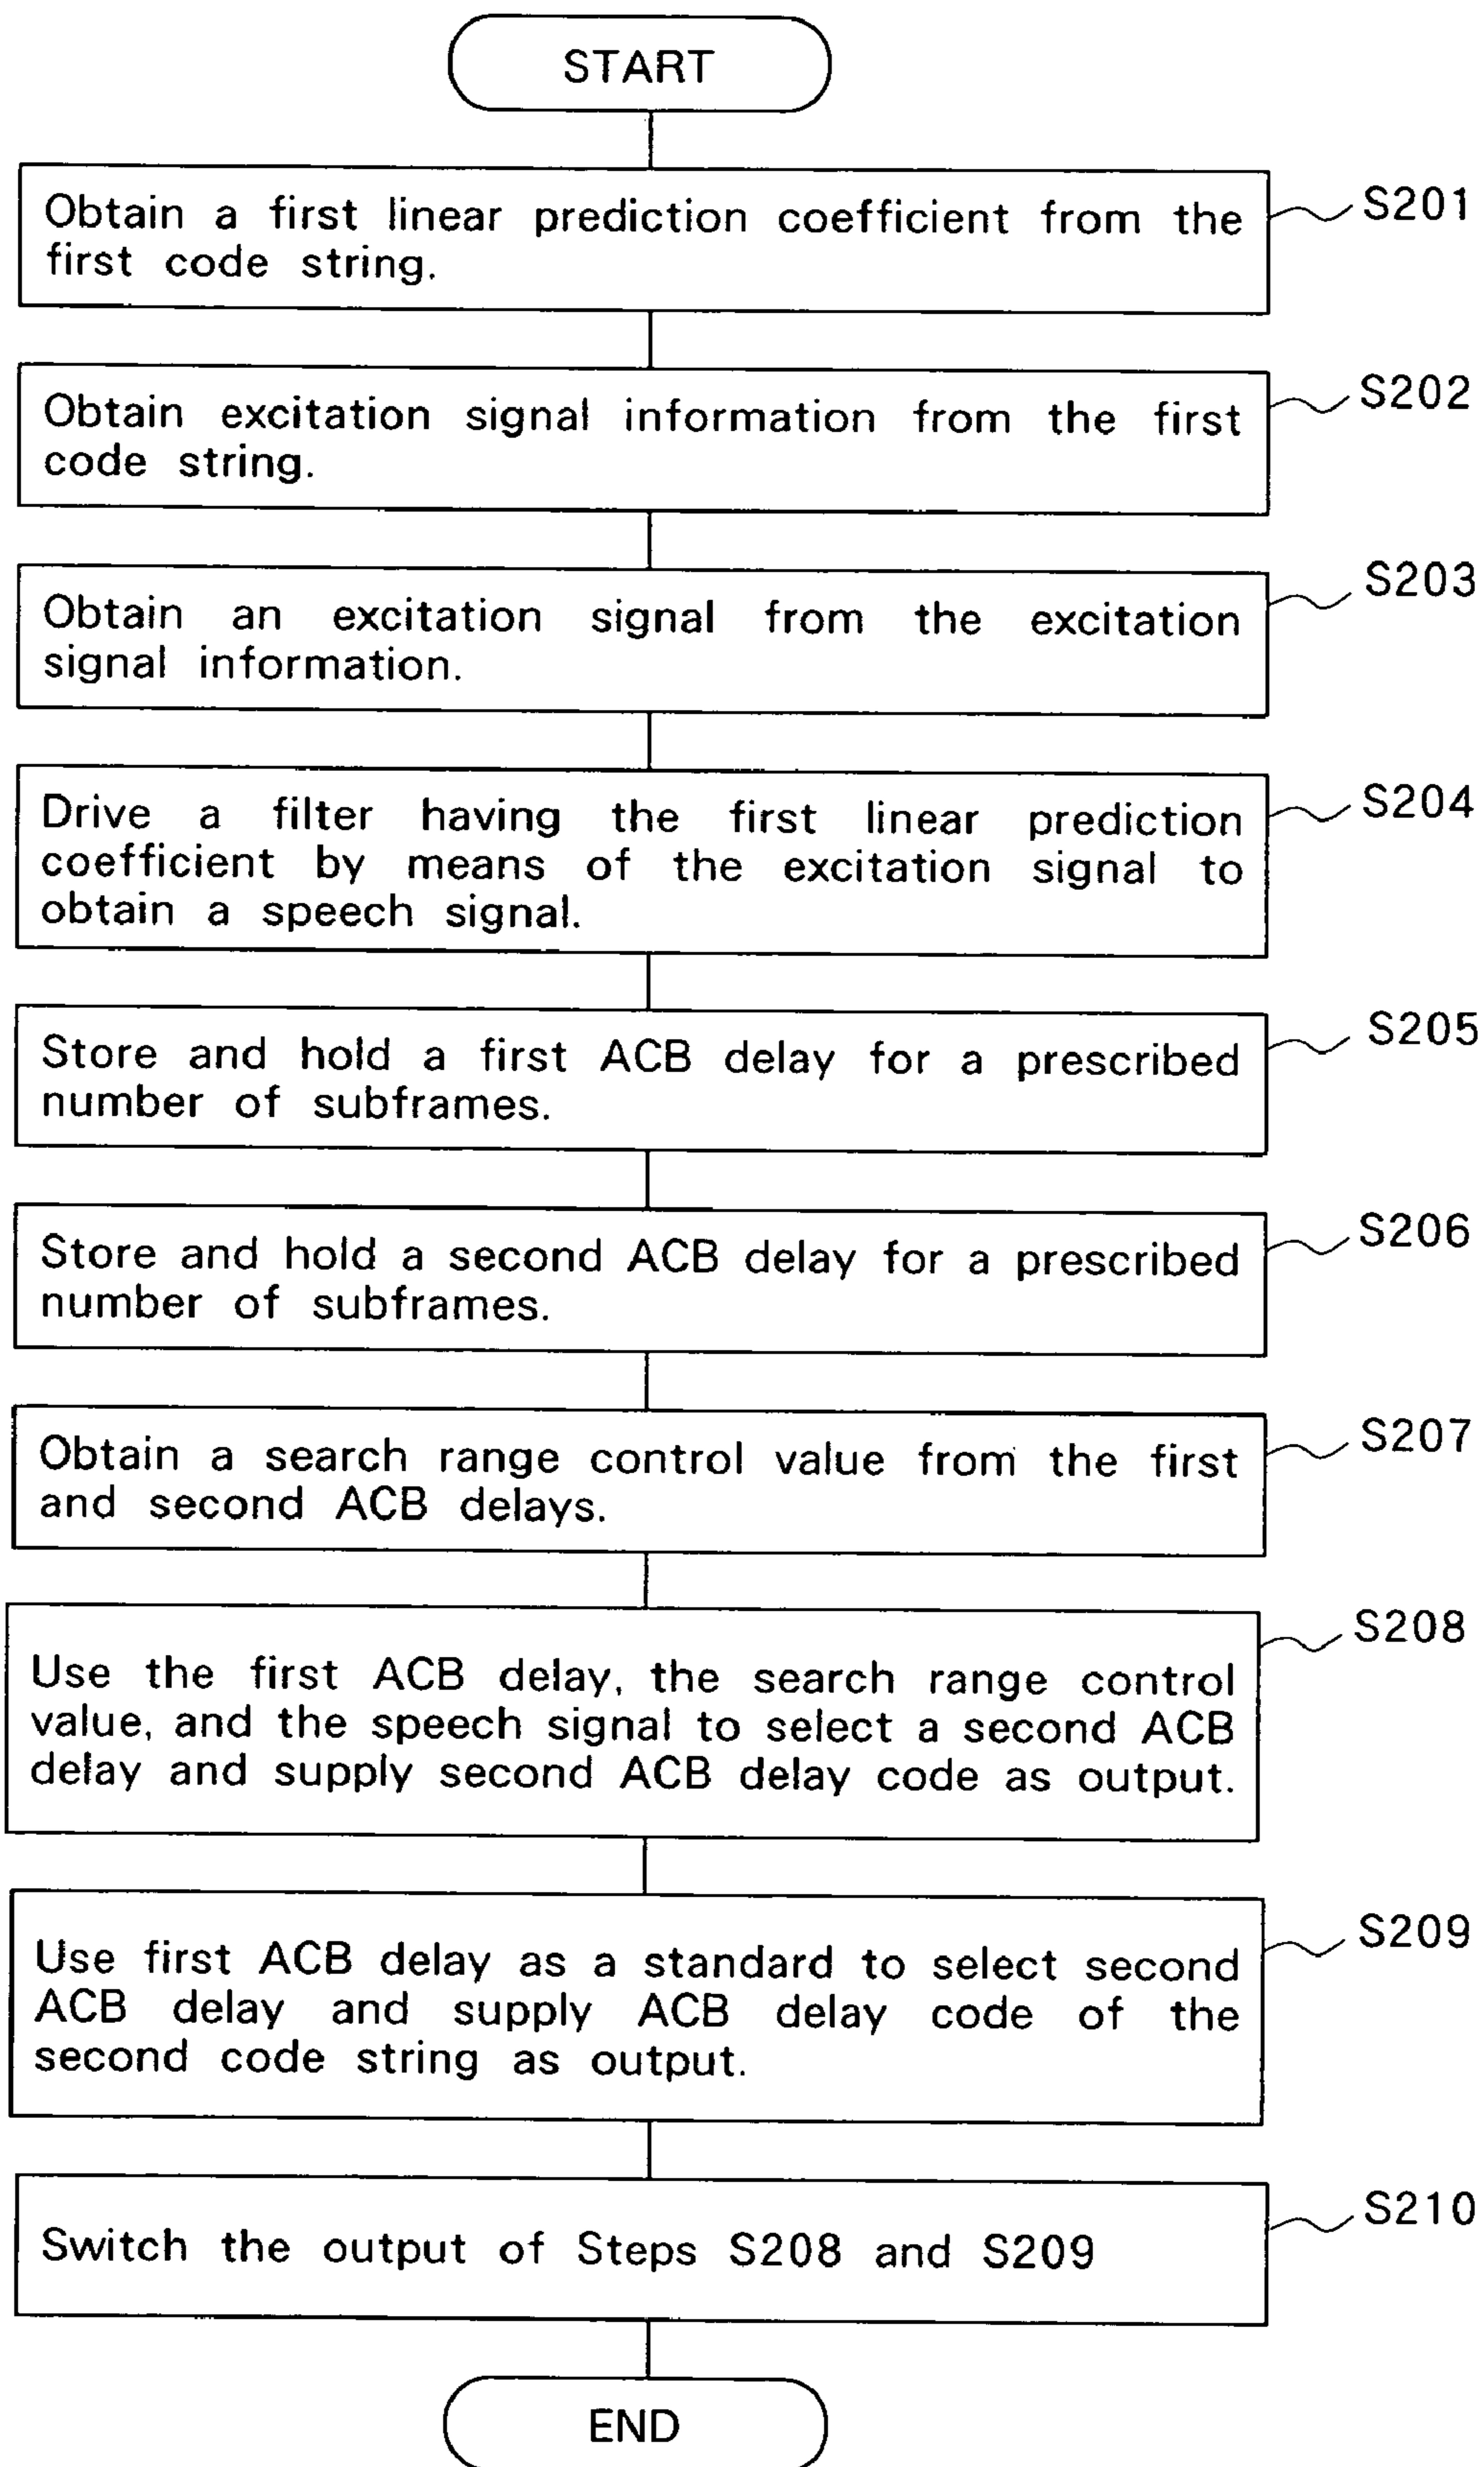 START
Obtain a first linear prediction coefficient from the
first code string.
S201
Obtain excitation signal information from the first
code string.
S202
Obtain an excitation signal from the excitation
signal information.
S203
Drive a filter having the first linear prediction
coefficient by means of the excitation signal to
obtain a speech signal.
S204
Store and hold a first ACB delay for a prescribed
number of subframes.
S205
Store and hold a second ACB delay for a prescribed
number of subframes.
S206
Obtain a search range control value from the first
and second ACB delays.
S207
Use the first ACB delay, the search range control
value, and the speech signal to select a second ACB
delay and supply second ACB delay code as output.
S208
Use first ACB delay as a standard to select second
ACB delay and supply ACB delay code of the
second code string as output.
S209
Switch the output of Steps S208 and S209
S210
END